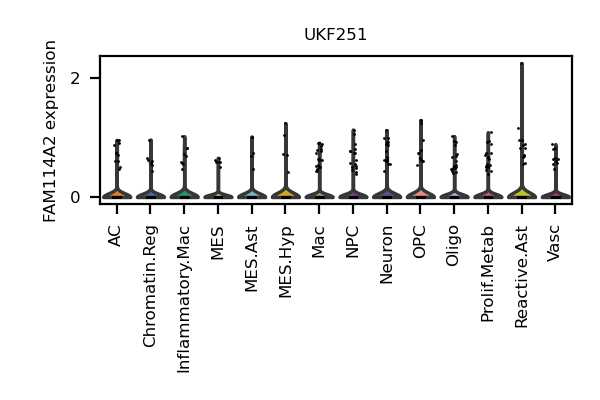 UKF251
FAM114A2 expression
2
0
AC
Chromatin.Reg
Inflammatory.Mac
MES
MES.Ast
MES.Hyp
Mac
NPC
Neuron
OPC
Oligo
Prolif.Metab
Reactive.Ast
Vasc